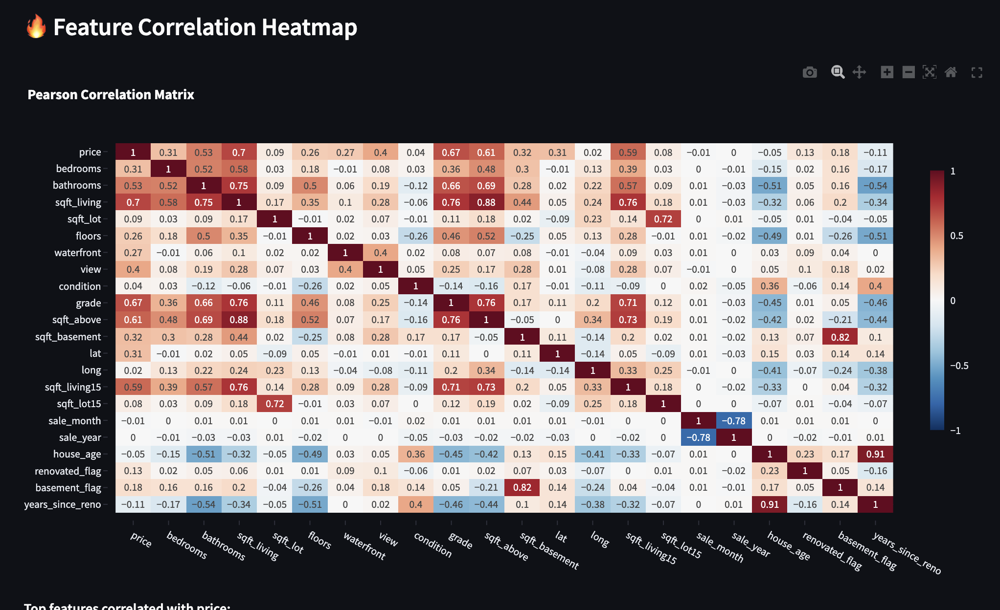 🔥 Feature Correlation Heatmap
Pearson Correlation Matrix
price 1 0.31 0.53 0.7 0.09 0.26 0.27 0.4 0.04 0.67 0.61 0.32 0.31 0.02 0.59 0.08 −0.01 0 −0.05 0.13 0.18 −0.11
bedrooms 0.31 1 0.52 0.58 0.03 0.18 −0.01 0.08 0.03 0.36 0.48 0.3 −0.01 0.13 0.39 0.03 0 −0.01 −0.15 0.02 0.16 −0.17
bathrooms 0.53 0.52 1 0.75 0.09 0.5 0.06 0.19 −0.12 0.66 0.69 0.28 0.02 0.22 0.57 0.09 0.01 −0.03 −0.51 0.05 0.16 −0.54
sqft_living 0.7 0.58 0.75 1 0.17 0.35 0.1 0.28 −0.06 0.76 0.88 0.44 0.05 0.24 0.76 0.18 0.01 −0.03 −0.32 0.06 0.2 −0.34
sqft_lot 0.09 0.03 0.09 0.17 1 −0.01 0.02 0.07 −0.01 0.11 0.18 0.02 −0.09 0.23 0.14 0.72 0 0.01 −0.05 0.01 −0.04 −0.05
floors 0.26 0.18 0.5 0.35 −0.01 1 0.02 0.03 −0.26 0.46 0.52 −0.25 0.05 0.13 0.28 −0.01 0.01 −0.02 −0.49 0.01 −0.26 −0.51
waterfront 0.27 −0.01 0.06 0.1 0.02 0.02 1 0.4 0.02 0.08 0.07 0.08 −0.01 −0.04 0.09 0.03 0.01 0 0.03 0.09 0.04 0
view 0.4 0.08 0.19 0.28 0.07 0.03 0.4 1 0.05 0.25 0.17 0.28 0.01 −0.08 0.28 0.07 −0.01 0 0.05 0.1 0.18 0.02
condition 0.04 0.03 −0.12 −0.06 −0.01 −0.26 0.02 0.05 1 −0.14 −0.16 0.17 −0.01 −0.11 −0.09 0 0.02 −0.05 0.36 −0.06 0.14 0.4
grade 0.67 0.36 0.66 0.76 0.11 0.46 0.08 0.25 −0.14 1 0.76 0.17 0.11 0.2 0.71 0.12 0.01 −0.03 −0.45 0.01 0.05 −0.46
sqft_above 0.61 0.48 0.69 0.88 0.18 0.52 0.07 0.17 −0.16 0.76 1 −0.05 0 0.34 0.73 0.19 0.01 −0.02 −0.42 0.02 −0.21 −0.44
sqft_basement 0.32 0.3 0.28 0.44 0.02 −0.25 0.08 0.28 0.17 0.17 −0.05 1 0.11 −0.14 0.2 0.02 0.01 −0.02 0.13 0.07 0.82 0.1
lat 0.31 −0.01 0.02 0.05 −0.09 0.05 −0.01 0.01 −0.01 0.11 0 0.11 1 −0.14 0.05 −0.09 0.01 −0.03 0.15 0.03 0.14 0.14
long 0.02 0.13 0.22 0.24 0.23 0.13 −0.04 −0.08 −0.11 0.2 0.34 −0.14 −0.14 1 0.33 0.25 −0.01 0 −0.41 −0.07 −0.24 −0.38
sqft_living15 0.59 0.39 0.57 0.76 0.14 0.28 0.09 0.28 −0.09 0.71 0.73 0.2 0.05 0.33 1 0.18 0 −0.02 −0.33 0 0.04 −0.32
sqft_lot15 0.08 0.03 0.09 0.18 0.72 −0.01 0.03 0.07 0 0.12 0.19 0.02 −0.09 0.25 0.18 1 0 0 −0.07 0.01 −0.04 −0.07
sale_month −0.01 0 0.01 0.01 0 0.01 0.01 −0.01 0.02 0.01 0.01 0.01 0.01 −0.01 0 0 1 −0.78 0.01 0.01 0.01 0
sale_year 0 −0.01 −0.03 −0.03 0.01 −0.02 0 0 −0.05 −0.03 −0.02 −0.02 −0.03 0 −0.02 0 −0.78 1 0 −0.02 −0.01 0.01
house_age −0.05 −0.15 −0.51 −0.32 −0.05 −0.49 0.03 0.05 0.36 −0.45 −0.42 0.13 0.15 −0.41 −0.33 −0.07 0.01 0 1 0.23 0.17 0.91
renovated_flag 0.13 0.02 0.05 0.06 0.01 0.01 0.09 0.1 −0.06 0.01 0.02 0.07 0.03 −0.07 0 0.01 0.01 −0.02 0.23 1 0.05 −0.16
basement_flag 0.18 0.16 0.16 0.2 −0.04 −0.26 0.04 0.18 0.14 0.05 −0.21 0.82 0.14 −0.24 0.04 −0.04 0.01 −0.01 0.17 0.05 1 0.14
years_since_reno −0.11 −0.17 −0.54 −0.34 −0.05 −0.51 0 0.02 0.4 −0.46 −0.44 0.1 0.14 −0.38 −0.32 −0.07 0 0.01 0.91 −0.16 0.14 1
price bedrooms bathrooms sqft_living sqft_lot floors waterfront view condition grade sqft_above sqft_basement lat long sqft_living15 sqft_lot15 sale_month sale_year house_age renovated_flag basement_flag years_since_reno
1
0.5
0
−0.5
−1
Top features correlated with price: